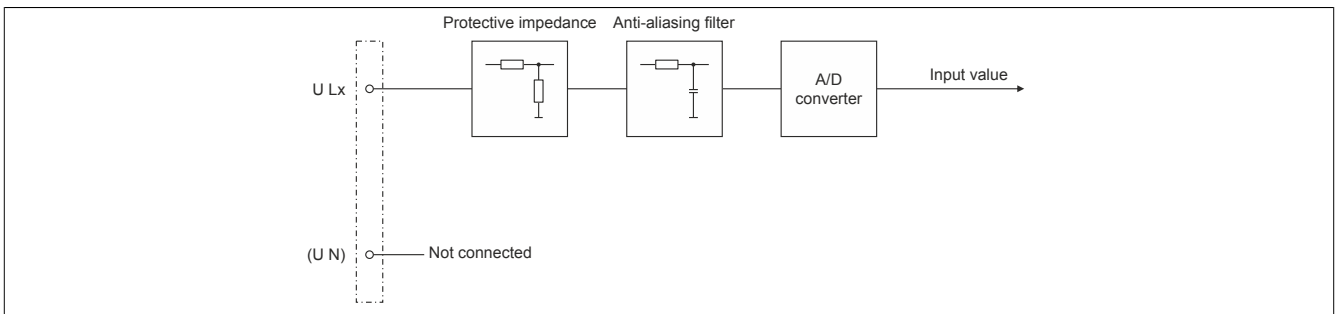 Protective impedance
Anti-aliasing filter
U Lx
A/D
converter
Input value
(U N)
Not connected